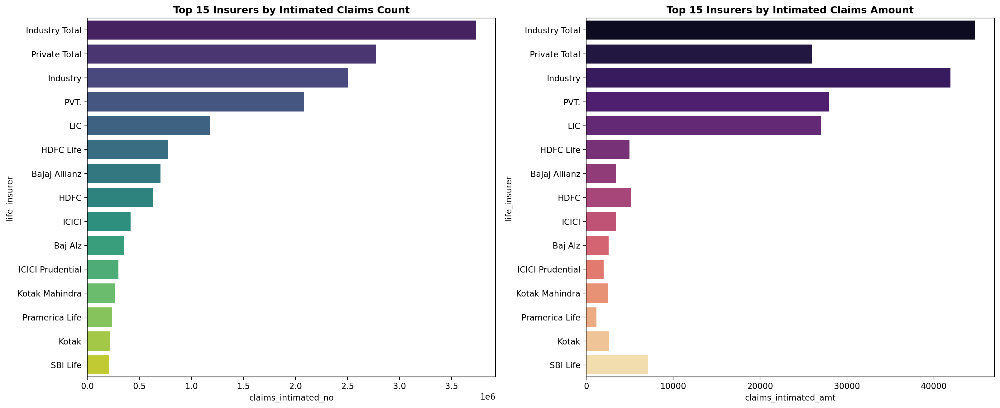 Top 15 Insurers by Intimated Claims Count
life_insurer
Industry Total
Private Total
Industry
PVT.
LIC
HDFC Life
Bajaj Allianz
HDFC
ICICI
Baj Alz
ICICI Prudential
Kotak Mahindra
Pramerica Life
Kotak
SBI Life
0.0 0.5 1.0 1.5 2.0 2.5 3.0 3.5
1e6
claims_intimated_no
Top 15 Insurers by Intimated Claims Amount
life_insurer
Industry Total
Private Total
Industry
PVT.
LIC
HDFC Life
Bajaj Allianz
HDFC
ICICI
Baj Alz
ICICI Prudential
Kotak Mahindra
Pramerica Life
Kotak
SBI Life
0 10000 20000 30000 40000
claims_intimated_amt